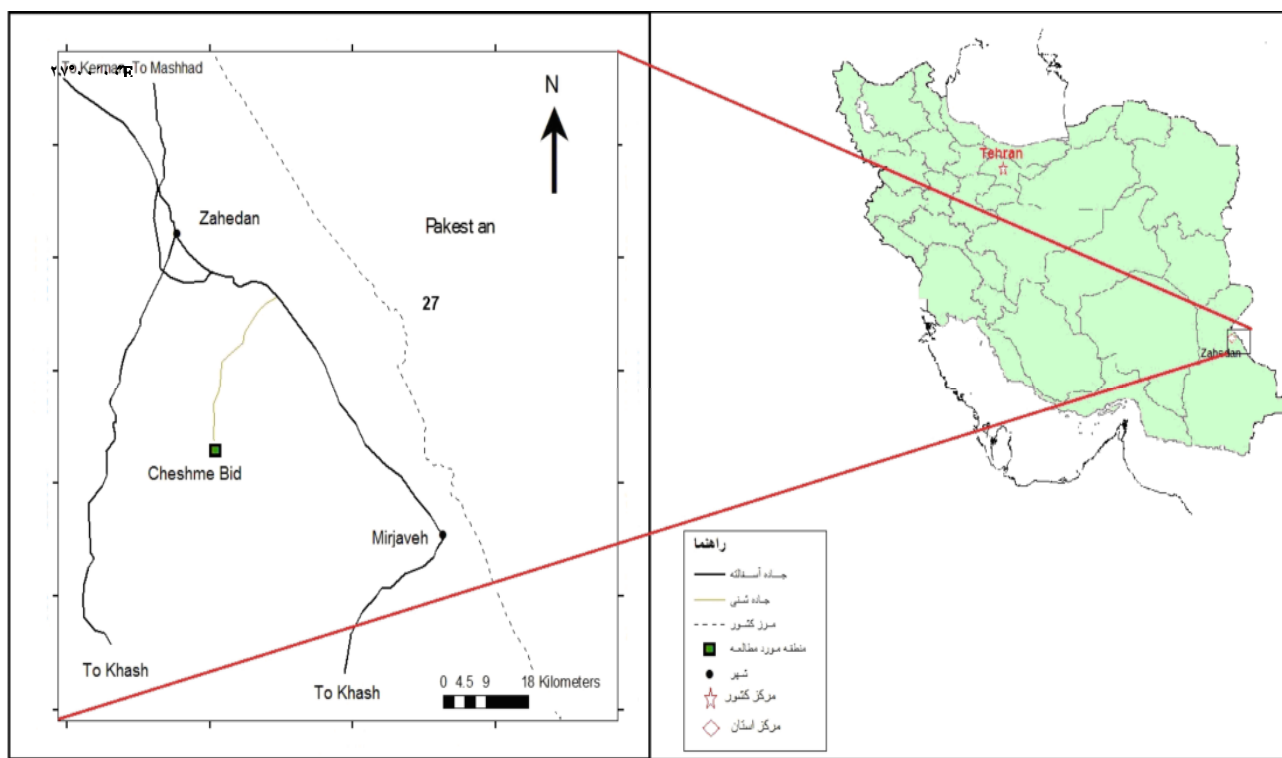 To Kerman To Mashhad
N
Zahedan
Pakest an
27
Cheshme Bid
Mirjaveh
To Khash
To Khash
0 4.5 9 18 Kilometers
Tehran
Zahedan
راهنما
جاده آسفالته
جاده شنی
مرز کشور
منطقه مورد مطالعه
شهر
مرکز کشور
مرکز استان